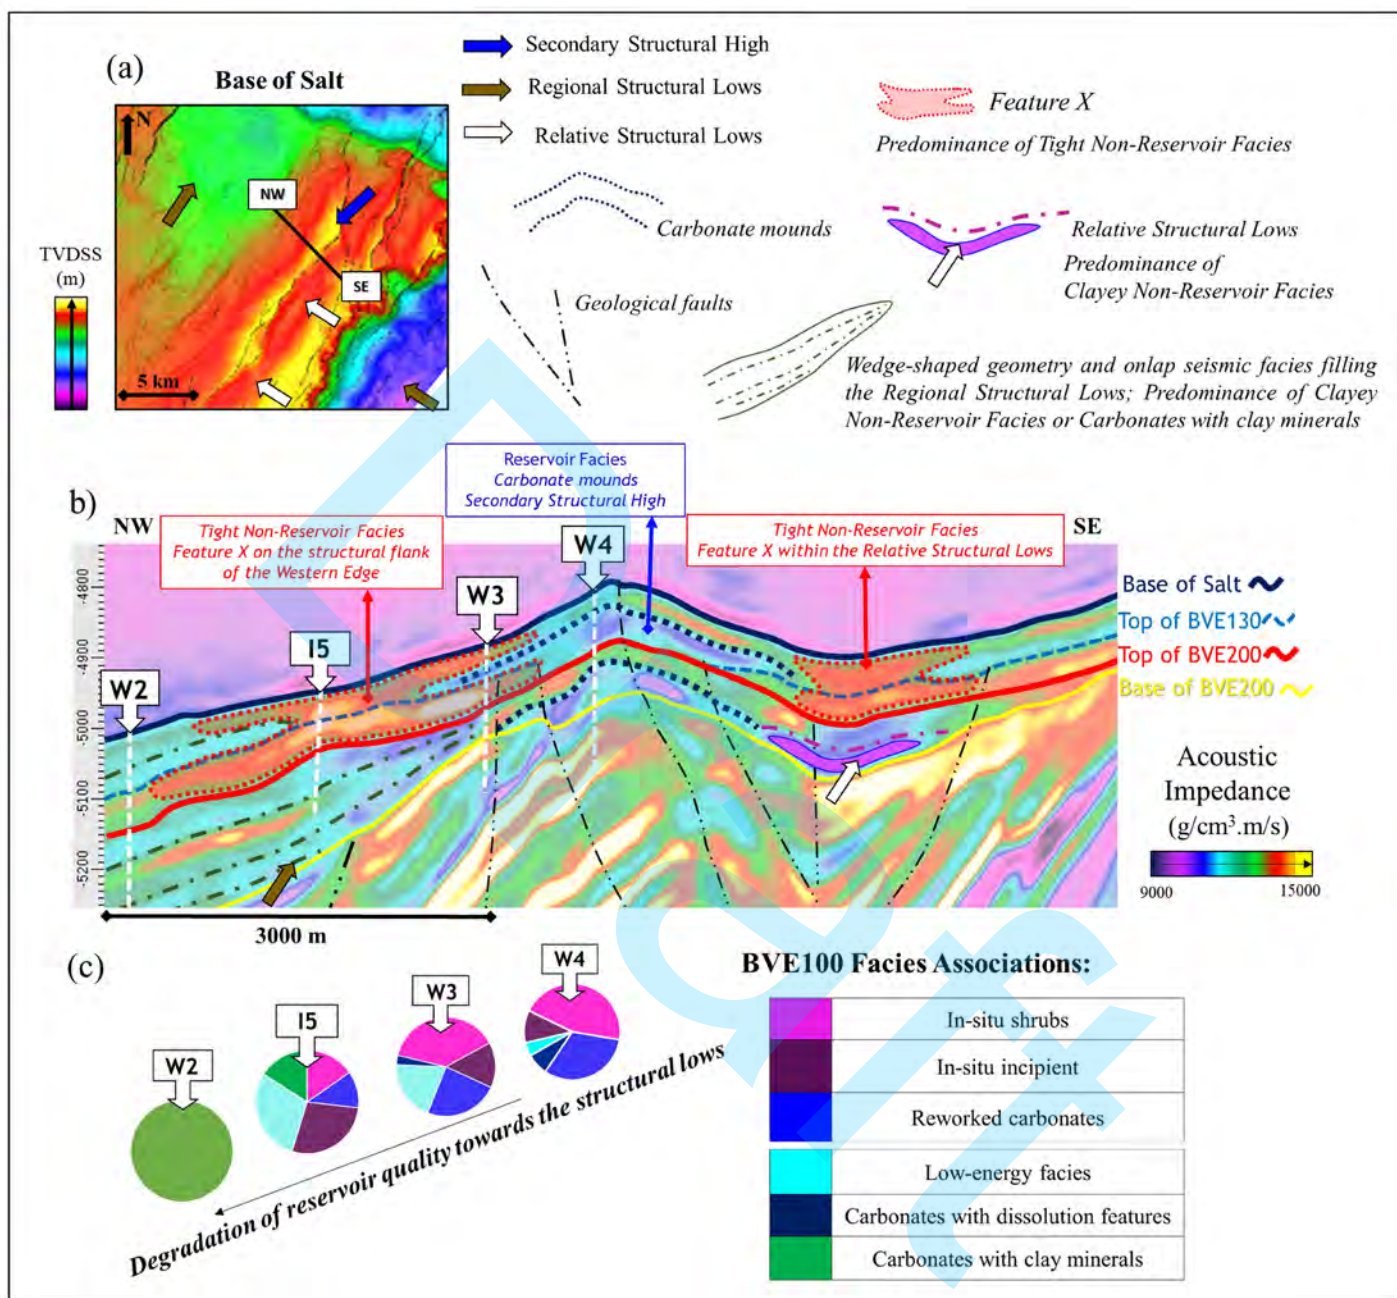 (a)
Base of Salt
N
NW
SE
TVDSS
(m)
5 km
Secondary Structural High
Regional Structural Lows
Relative Structural Lows
Carbonate mounds
Geological faults
Feature X
Predominance of Tight Non-Reservoir Facies
Relative Structural Lows
Predominance of
Clayey Non-Reservoir Facies
Wedge-shaped geometry and onlap seismic facies filling
the Regional Structural Lows; Predominance of Clayey
Non-Reservoir Facies or Carbonates with clay minerals
b)
NW
SE
Tight Non-Reservoir Facies
Feature X on the structural flank
of the Western Edge
Reservoir Facies
Carbonate mounds
Secondary Structural High
Tight Non-Reservoir Facies
Feature X within the Relative Structural Lows
W2
I5
W3
W4
-4800
-4900
-5000
-5100
-5200
3000 m
Base of Salt
Top of BVE130
Top of BVE200
Base of BVE200
Acoustic
Impedance
(g/cm³.m/s)
9000
15000
(c)
W2
I5
W3
W4
Degradation of reservoir quality towards the structural lows
BVE100 Facies Associations:
In-situ shrubs
In-situ incipient
Reworked carbonates
Low-energy facies
Carbonates with dissolution features
Carbonates with clay minerals